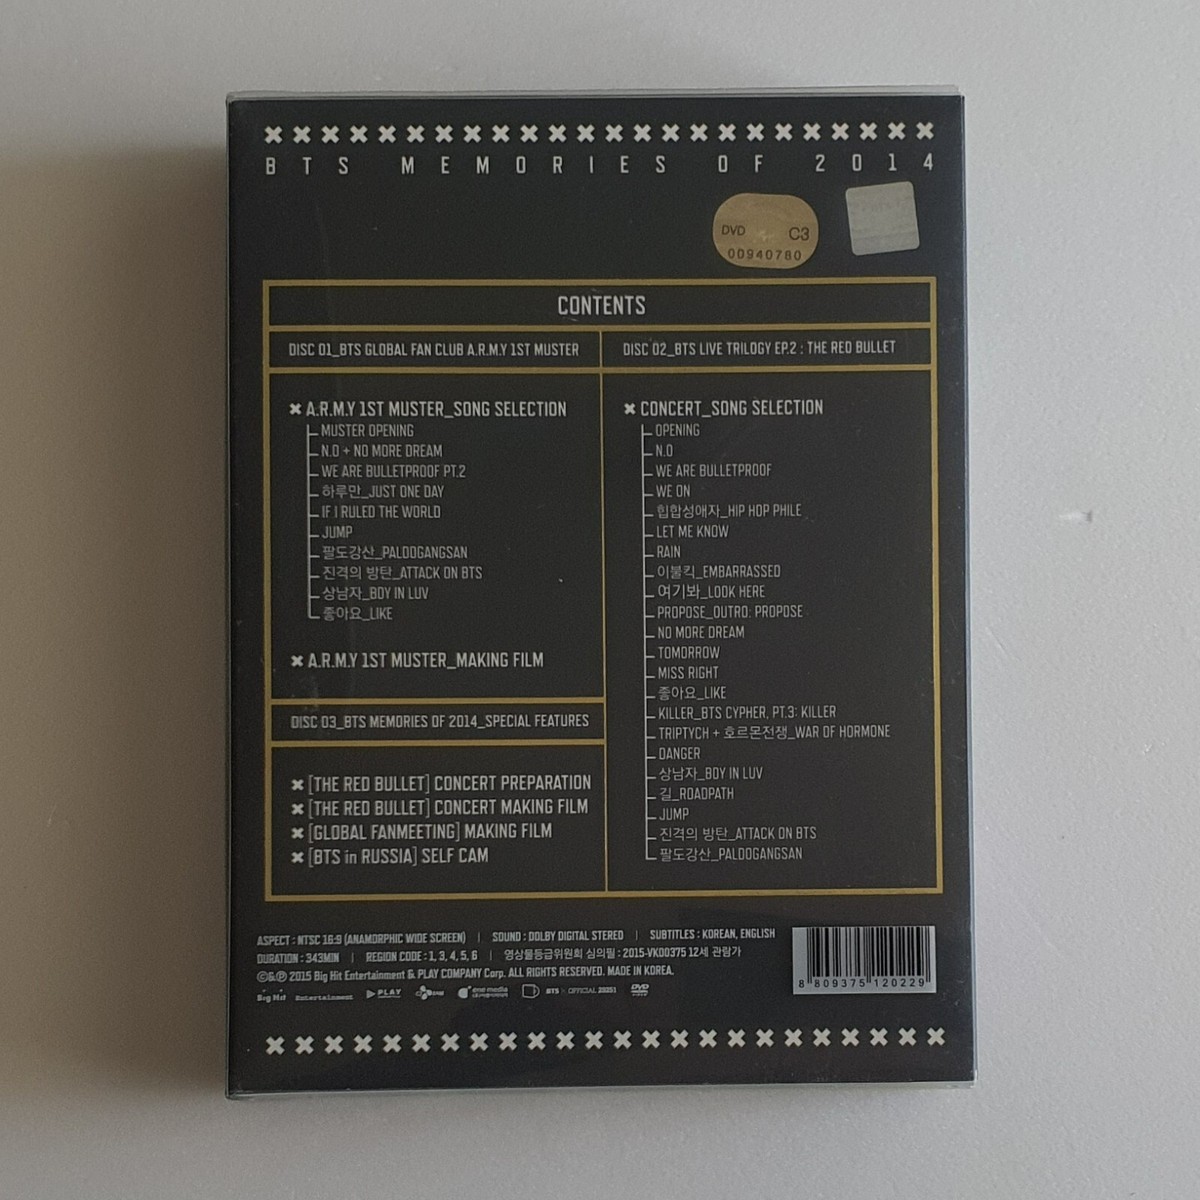 BTS MEMORIES OF 2014
DVD C3
00940780
CONTENTS
DISC 01_BTS GLOBAL FAN CLUB A.R.M.Y 1ST MUSTER
✖ A.R.M.Y 1ST MUSTER_SONG SELECTION
MUSTER OPENING
N.O + NO MORE DREAM
WE ARE BULLETPROOF PT.2
하루만_JUST ONE DAY
IF I RULED THE WORLD
JUMP
팔도강산_PALDOGANGSAN
진격의 방탄_ATTACK ON BTS
상남자_BOY IN LUV
좋아요_LIKE
✖ A.R.M.Y 1ST MUSTER_MAKING FILM
DISC 03_BTS MEMORIES OF 2014_SPECIAL FEATURES
✖ [THE RED BULLET] CONCERT PREPARATION
✖ [THE RED BULLET] CONCERT MAKING FILM
✖ [GLOBAL FANMEETING] MAKING FILM
✖ [BTS in RUSSIA] SELF CAM
DISC 02_BTS LIVE TRILOGY EP.2 : THE RED BULLET
✖ CONCERT_SONG SELECTION
OPENING
N.O
WE ARE BULLETPROOF
WE ON
힙합성애자_HIP HOP PHILE
LET ME KNOW
RAIN
이불킥_EMBARRASSED
여기봐_LOOK HERE
PROPOSE_OUTRO: PROPOSE
NO MORE DREAM
TOMORROW
MISS RIGHT
좋아요_LIKE
KILLER_BTS CYPHER, PT.3: KILLER
TRIPTYCH + 호르몬전쟁_WAR OF HORMONE
DANGER
상남자_BOY IN LUV
길_ROADPATH
JUMP
진격의 방탄_ATTACK ON BTS
팔도강산_PALDOGANGSAN
ASPECT : NTSC 16:9 (ANAMORPHIC WIDE SCREEN) | SOUND : DOLBY DIGITAL STEREO | SUBTITLES : KOREAN, ENGLISH
DURATION : 343MIN | REGION CODE : 1, 3, 4, 5, 6 | 영상물등급위원회 심의필 : 2015-VK00375 12세 관람가
©&℗ 2015 Big Hit Entertainment & PLAY COMPANY Corp. ALL RIGHTS RESERVED. MADE IN KOREA.
Big Hit Entertainment PLAY BTS OFFICIAL DVD
8 809375 120229